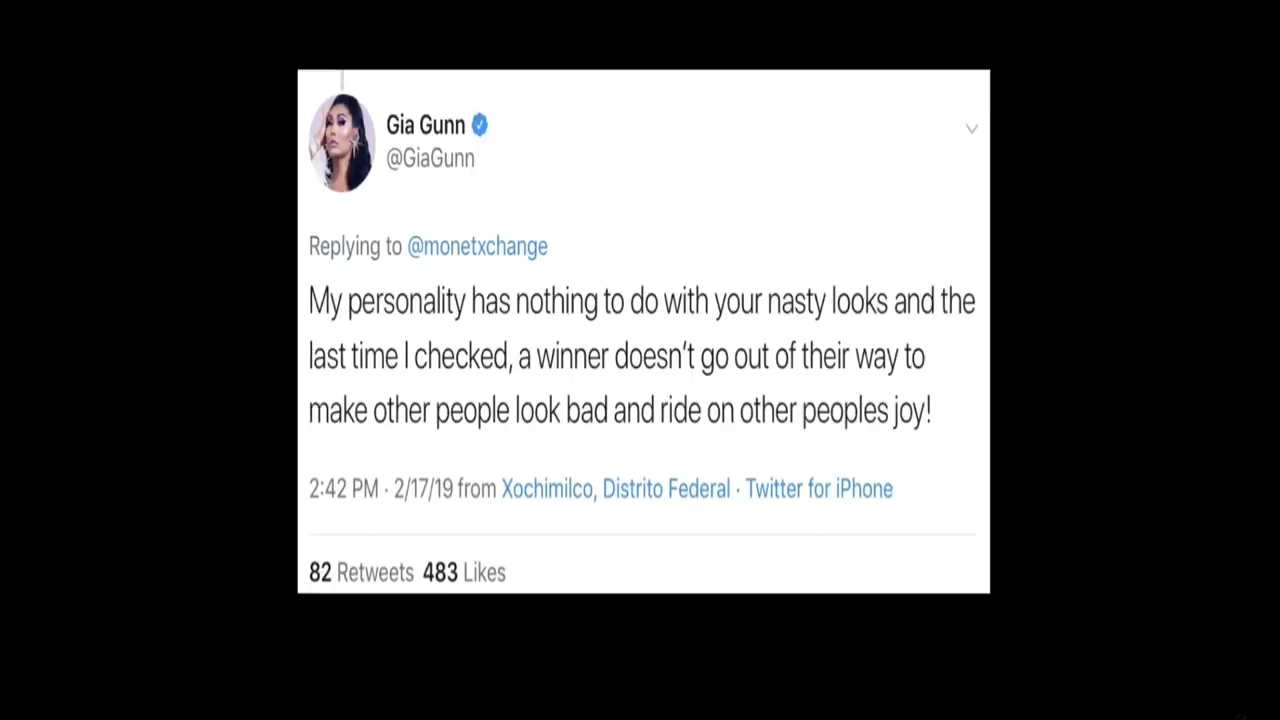 Gia Gunn
@GiaGunn
Replying to @monetxchange
My personality has nothing to do with your nasty looks and the
last time I checked, a winner doesn’t go out of their way to
make other people look bad and ride on other peoples joy!
2:42 PM · 2/17/19 from Xochimilco, Distrito Federal · Twitter for iPhone
82 Retweets 483 Likes